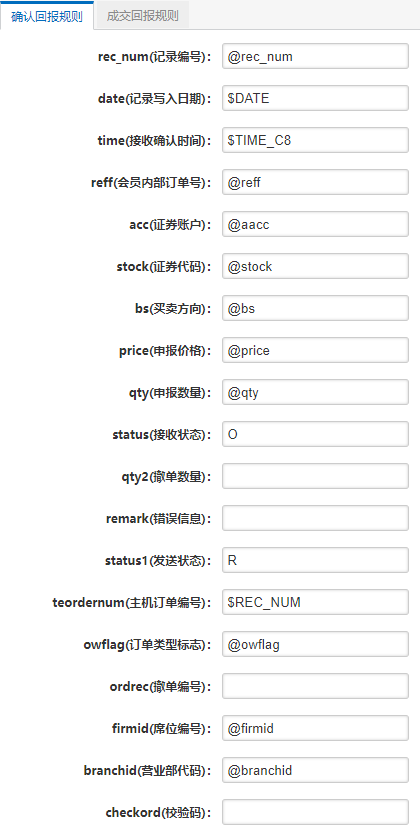 确认回报规则 成交回报规则
rec_num(记录编号): @rec_num
date(记录写入日期): $DATE
time(接收确认时间): $TIME_C8
reff(会员内部订单号): @reff
acc(证券账户): @aacc
stock(证券代码): @stock
bs(买卖方向): @bs
price(申报价格): @price
qty(申报数量): @qty
status(接收状态): O
qty2(撤单数量):
remark(错误信息):
status1(发送状态): R
teordernum(主机订单编号): $REC_NUM
owflag(订单类型标志): @owflag
ordrec(撤单编号):
firmid(席位编号): @firmid
branchid(营业部代码): @branchid
checkord(校验码):